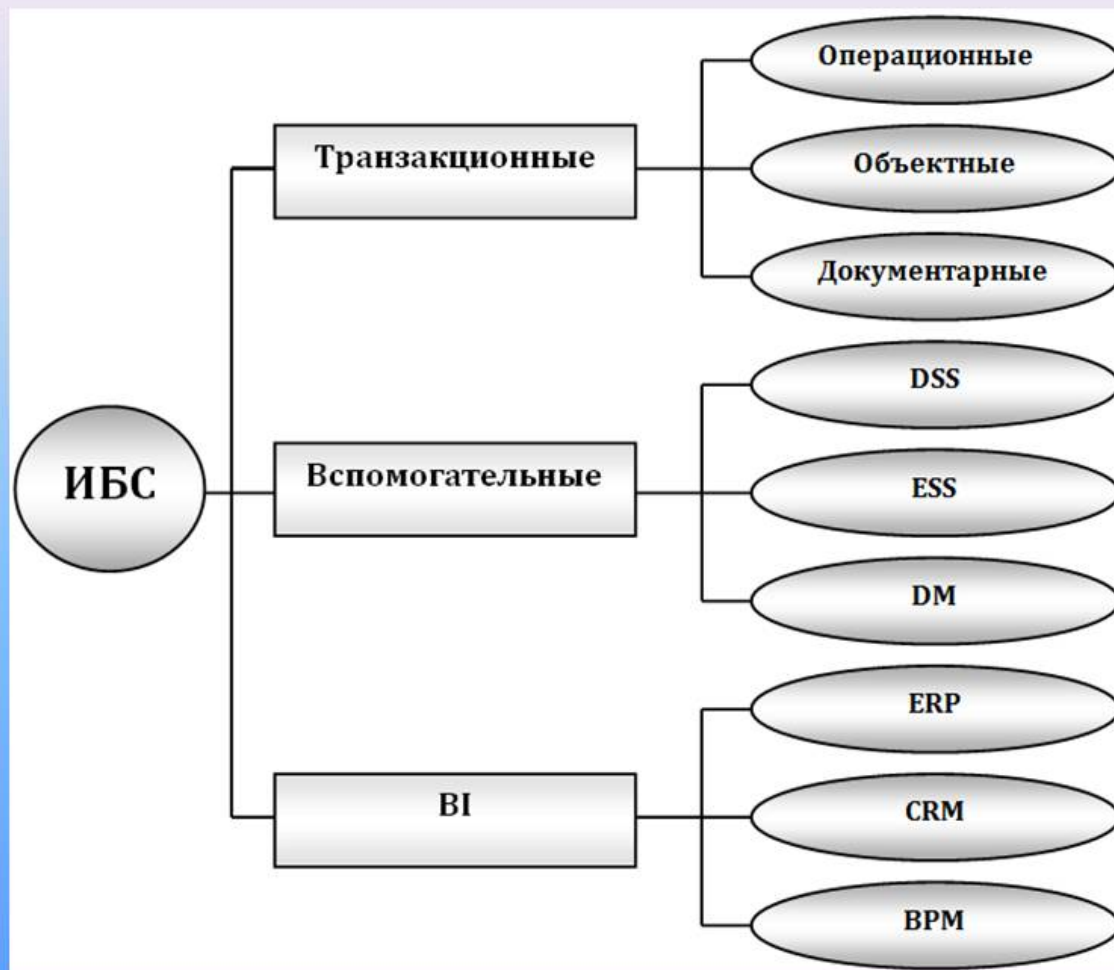 ИБС
Транзакционные
Операционные
Объектные
Документарные
Вспомогательные
DSS
ESS
DM
BI
ERP
CRM
BPM